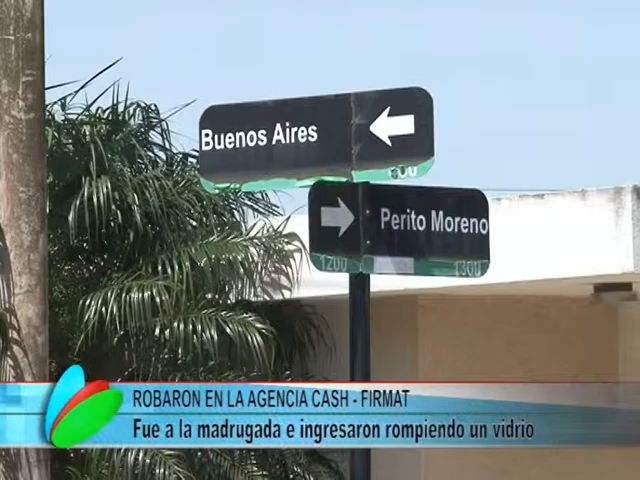 Buenos Aires
Perito Moreno
1200
1300
ROBARON EN LA AGENCIA CASH - FIRMAT
Fue a la madrugada e ingresaron rompiendo un vidrio